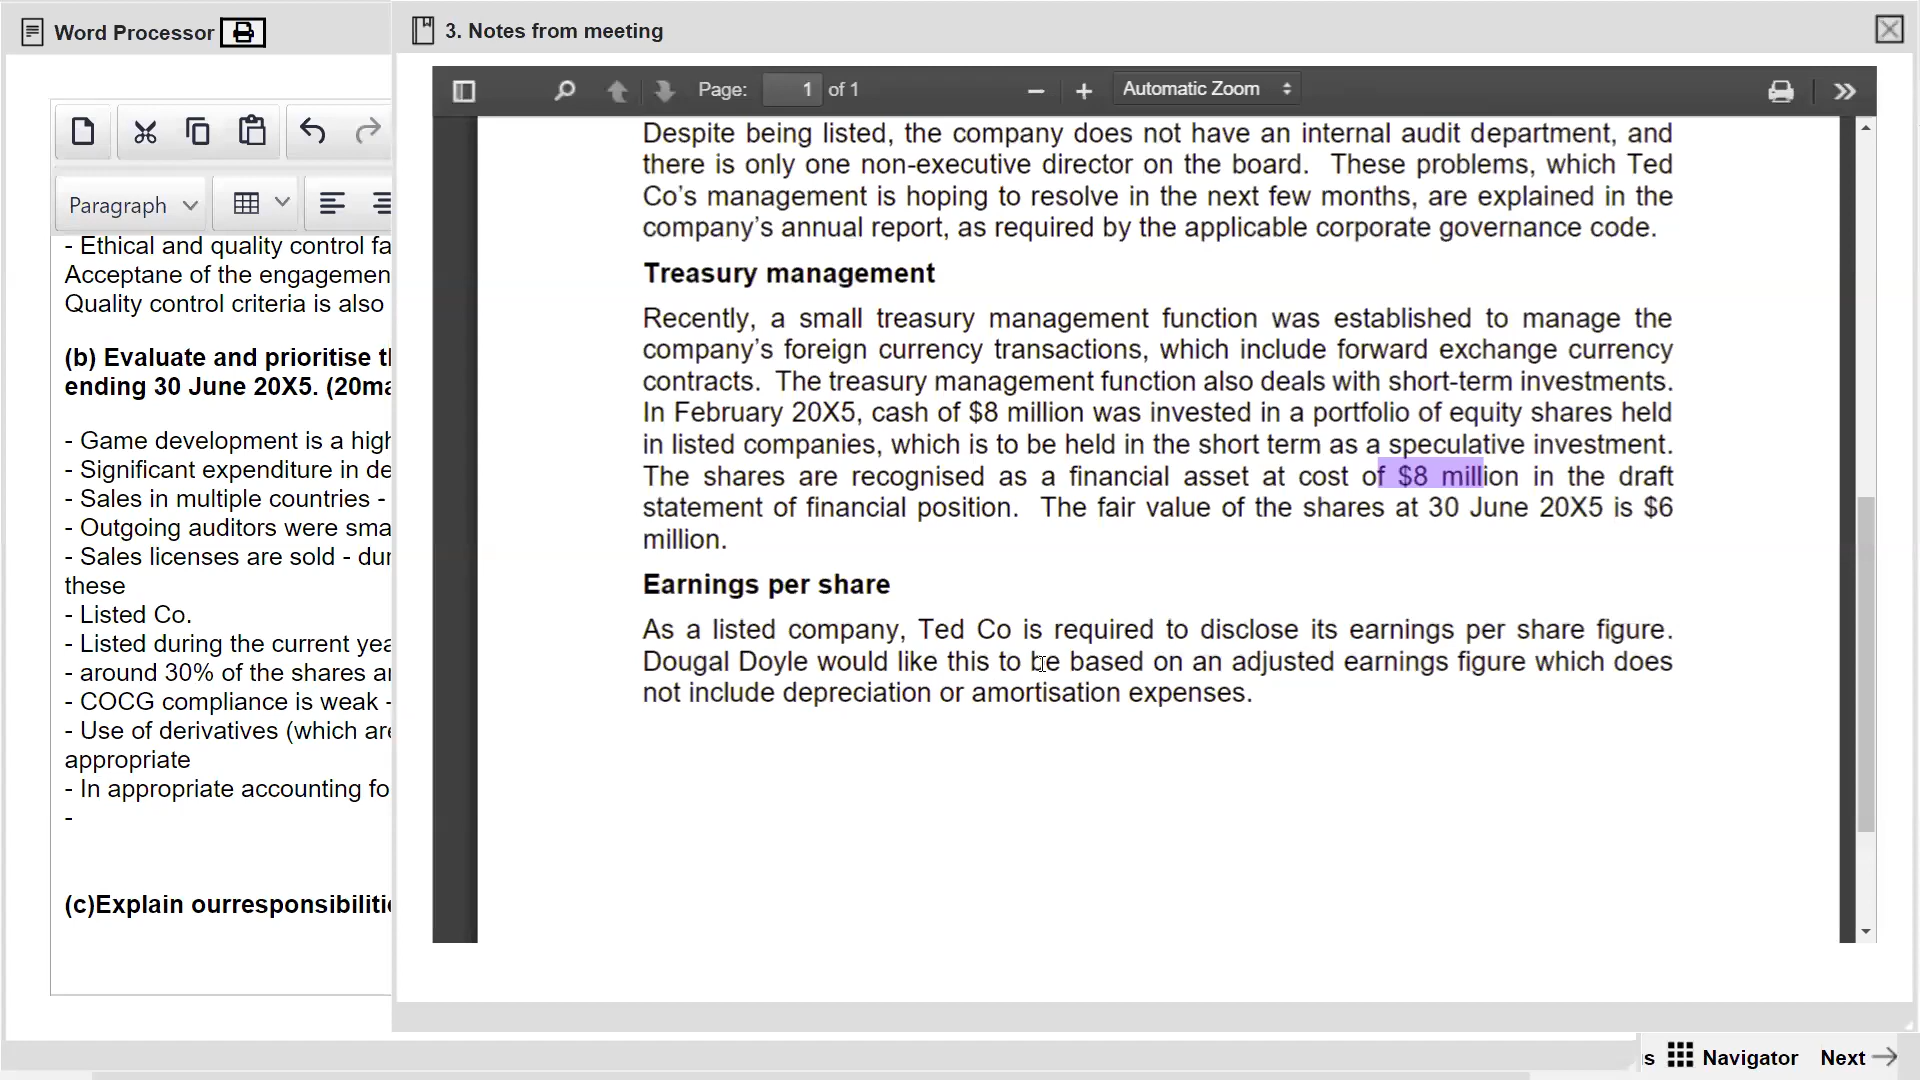 Word Processor
Paragraph
- Ethical and quality control fa
Acceptane of the engagemen
Quality control criteria is also
(b) Evaluate and prioritise t
ending 30 June 20X5. (20ma
- Game development is a high
- Significant expenditure in de
- Sales in multiple countries -
- Outgoing auditors were sma
- Sales licenses are sold - dur
these
- Listed Co.
- Listed during the current yea
- around 30% of the shares a
- COCG compliance is weak -
- Use of derivatives (which are
appropriate
- In appropriate accounting fo
-
(c)Explain ourresponsibiliti
3. Notes from meeting
Page: 1 of 1
Automatic Zoom
Despite being listed, the company does not have an internal audit department, and
there is only one non-executive director on the board. These problems, which Ted
Co’s management is hoping to resolve in the next few months, are explained in the
company’s annual report, as required by the applicable corporate governance code.
Treasury management
Recently, a small treasury management function was established to manage the
company’s foreign currency transactions, which include forward exchange currency
contracts. The treasury management function also deals with short-term investments.
In February 20X5, cash of $8 million was invested in a portfolio of equity shares held
in listed companies, which is to be held in the short term as a speculative investment.
The shares are recognised as a financial asset at cost of $8 million in the draft
statement of financial position. The fair value of the shares at 30 June 20X5 is $6
million.
Earnings per share
As a listed company, Ted Co is required to disclose its earnings per share figure.
Dougal Doyle would like this to be based on an adjusted earnings figure which does
not include depreciation or amortisation expenses.
s Navigator Next